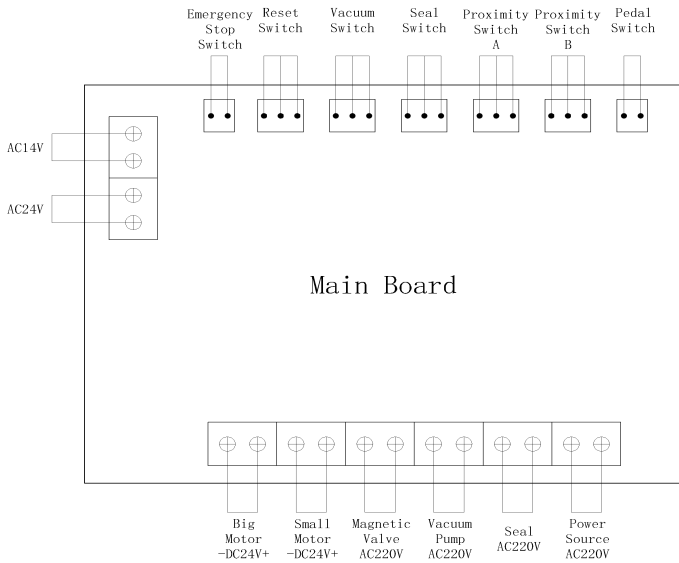 Emergency
Stop
Switch
Reset
Switch
Vacuum
Switch
Seal
Switch
Proximity
Switch
A
Proximity
Switch
B
Pedal
Switch
AC14V
AC24V
Main Board
Big
Motor
-DC24V+
Small
Motor
-DC24V+
Magnetic
Valve
AC220V
Vacuum
Pump
AC220V
Seal
AC220V
Power
Source
AC220V